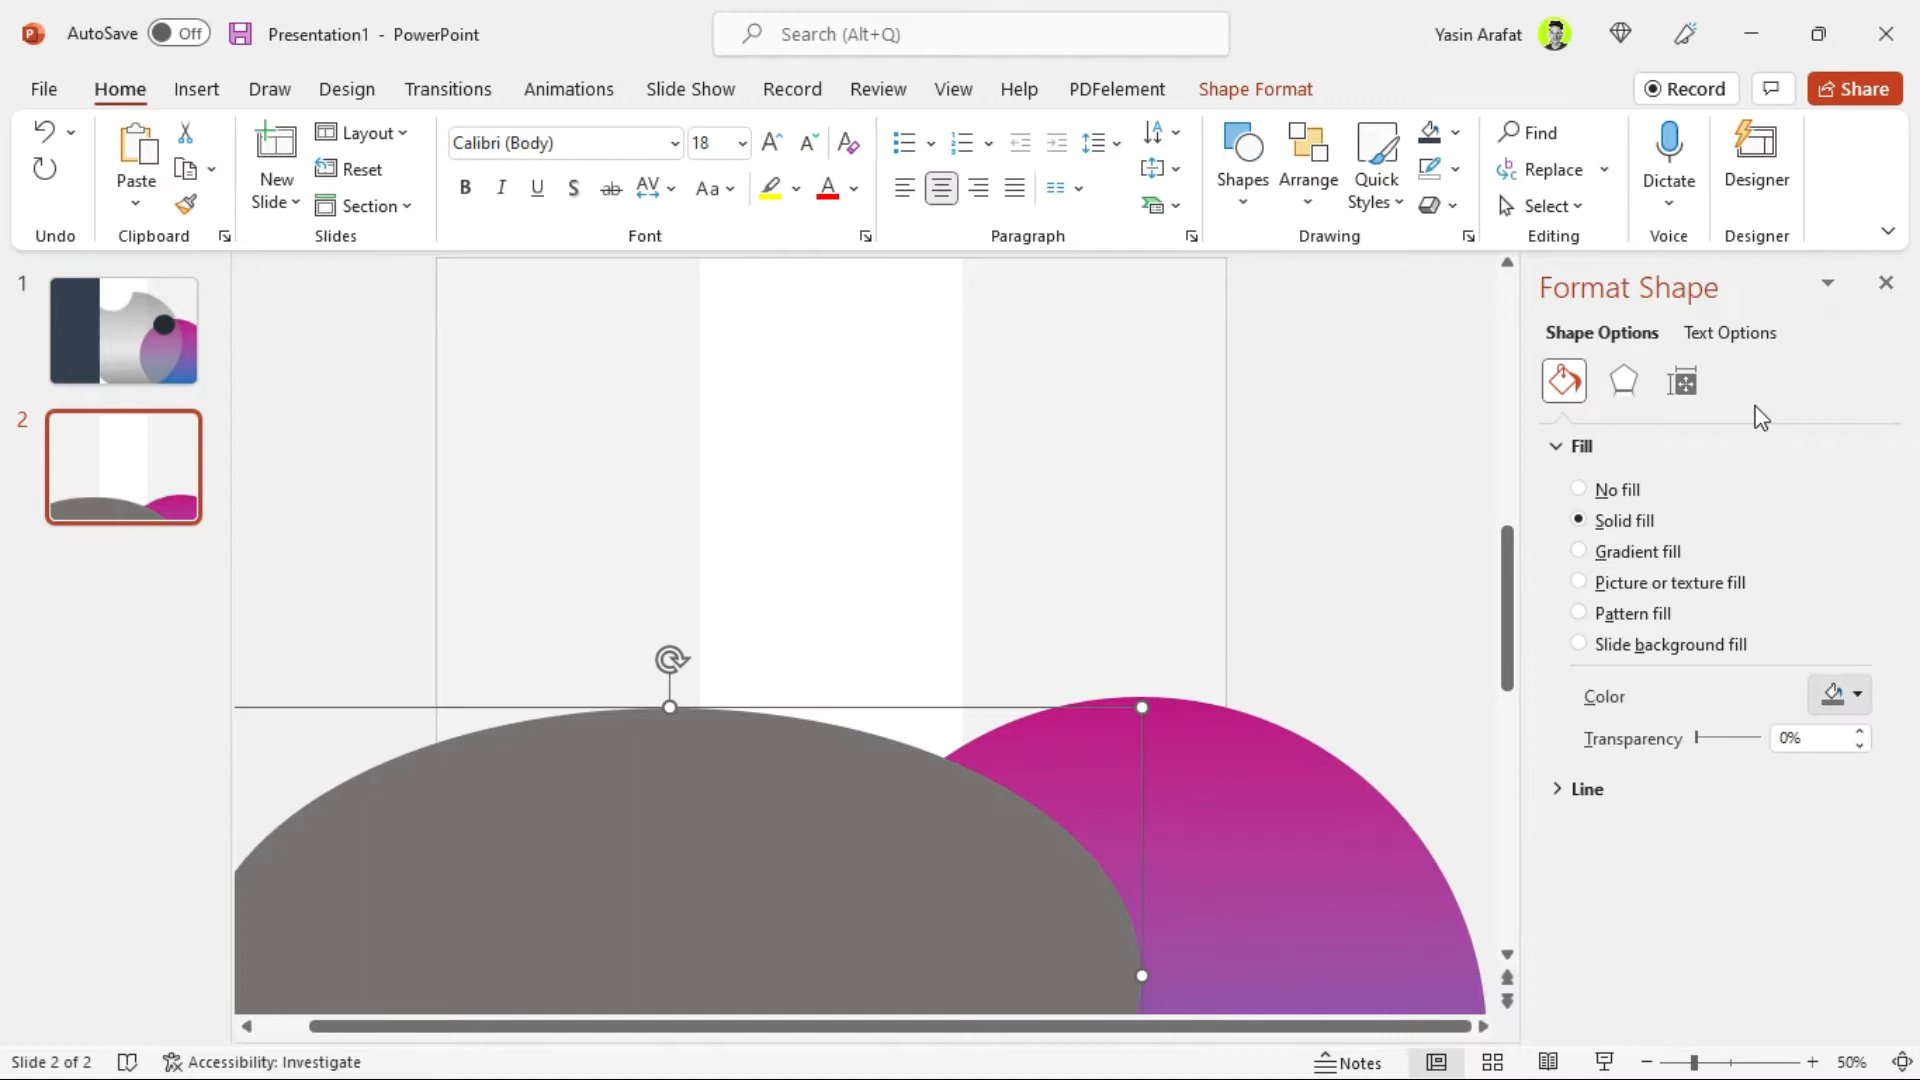 AutoSave Off Presentation1 - PowerPoint Search (Alt+Q) Yasin Arafat
File Home Insert Draw Design Transitions Animations Slide Show Record Review View Help PDFelement Shape Format Record Share
Paste
Undo
Clipboard
New
Slide
Layout
Reset
Section
Slides
Calibri (Body) 18
B I U S ab AV Aa A
Font
Paragraph
Shapes
Arrange
Quick
Styles
Drawing
Find
Replace
Select
Editing
Dictate
Voice
Designer
Designer
1
2
Format Shape
Shape Options Text Options
Fill
No fill
Solid fill
Gradient fill
Picture or texture fill
Pattern fill
Slide background fill
Color
Transparency 0%
Line
Slide 2 of 2 Accessibility: Investigate Notes 50%